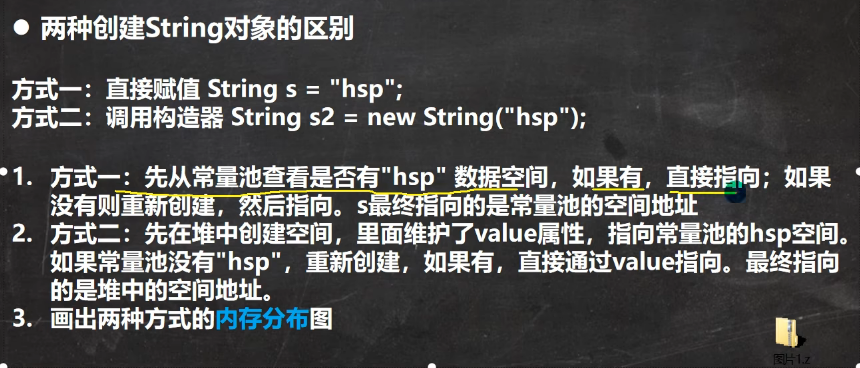 ● 两种创建String对象的区别
方式一：直接赋值 String s = "hsp";
方式二：调用构造器 String s2 = new String("hsp");
1. 方式一：先从常量池查看是否有"hsp" 数据空间，如果有，直接指向；如果
没有则重新创建，然后指向。s最终指向的是常量池的空间地址
2. 方式二：先在堆中创建空间，里面维护了value属性，指向常量池的hsp空间。
如果常量池没有"hsp"，重新创建，如果有，直接通过value指向。最终指向
的是堆中的空间地址。
3. 画出两种方式的内存分布图
图片1.z